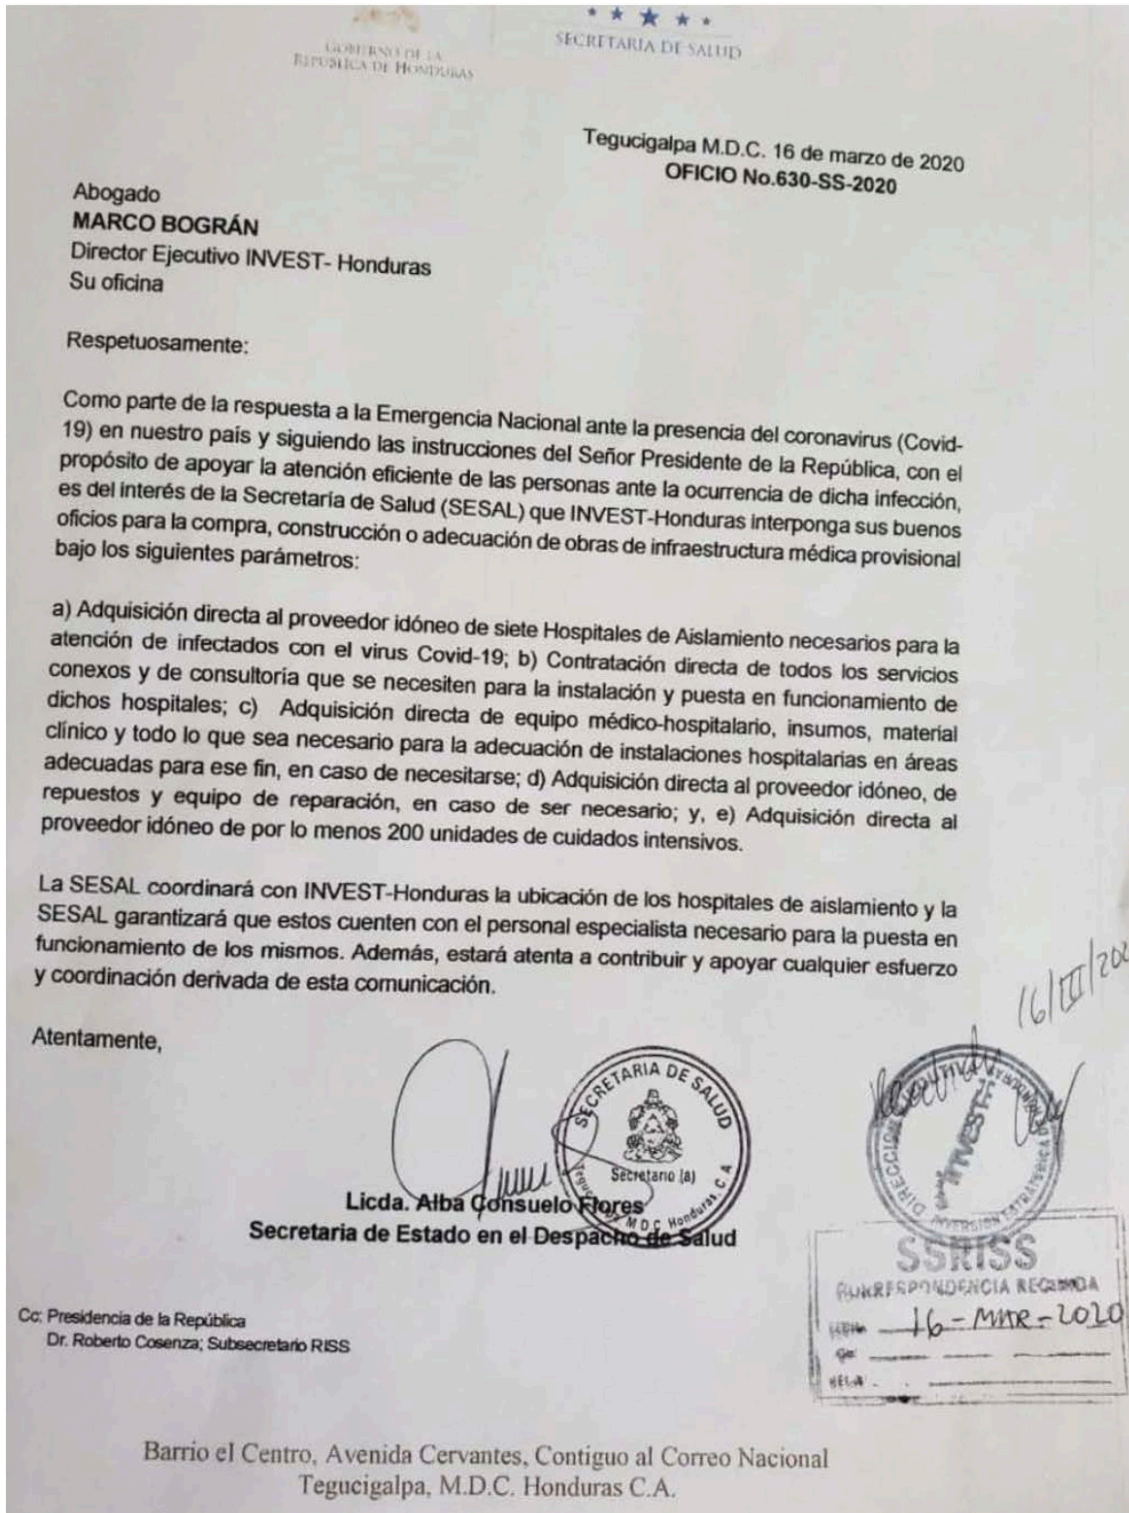 GOBIERNO DE LA
REPÚBLICA DE HONDURAS
SECRETARÍA DE SALUD
Tegucigalpa M.D.C. 16 de marzo de 2020
OFICIO No.630-SS-2020
Abogado
MARCO BOGRÁN
Director Ejecutivo INVEST- Honduras
Su oficina
Respetuosamente:
Como parte de la respuesta a la Emergencia Nacional ante la presencia del coronavirus (Covid-
19) en nuestro país y siguiendo las instrucciones del Señor Presidente de la República, con el
propósito de apoyar la atención eficiente de las personas ante la ocurrencia de dicha infección,
es del interés de la Secretaría de Salud (SESAL) que INVEST-Honduras interponga sus buenos
oficios para la compra, construcción o adecuación de obras de infraestructura médica provisional
bajo los siguientes parámetros:
a) Adquisición directa al proveedor idóneo de siete Hospitales de Aislamiento necesarios para la
atención de infectados con el virus Covid-19; b) Contratación directa de todos los servicios
conexos y de consultoría que se necesiten para la instalación y puesta en funcionamiento de
dichos hospitales; c) Adquisición directa de equipo médico-hospitalario, insumos, material
clínico y todo lo que sea necesario para la adecuación de instalaciones hospitalarias en áreas
adecuadas para ese fin, en caso de necesitarse; d) Adquisición directa al proveedor idóneo, de
repuestos y equipo de reparación, en caso de ser necesario; y, e) Adquisición directa al
proveedor idóneo de por lo menos 200 unidades de cuidados intensivos.
La SESAL coordinará con INVEST-Honduras la ubicación de los hospitales de aislamiento y la
SESAL garantizará que estos cuenten con el personal especialista necesario para la puesta en
funcionamiento de los mismos. Además, estará atenta a contribuir y apoyar cualquier esfuerzo
y coordinación derivada de esta comunicación.
16/III/20
Atentamente,
SECRETARIA DE SALUD
Secretario (a)
M D C Honduras, C. A.
DIRECCION EJECUTIVA
INVEST-H
INVERSION ESTRATEGICA
Licda. Alba Consuelo Flores
Secretaria de Estado en el Despacho de Salud
SSRISS
CORRESPONDENCIA RECIBIDA
16-MAR-2020
Cc: Presidencia de la República
Dr. Roberto Cosenza; Subsecretario RISS
Barrio el Centro, Avenida Cervantes, Contiguo al Correo Nacional
Tegucigalpa, M.D.C. Honduras C.A.